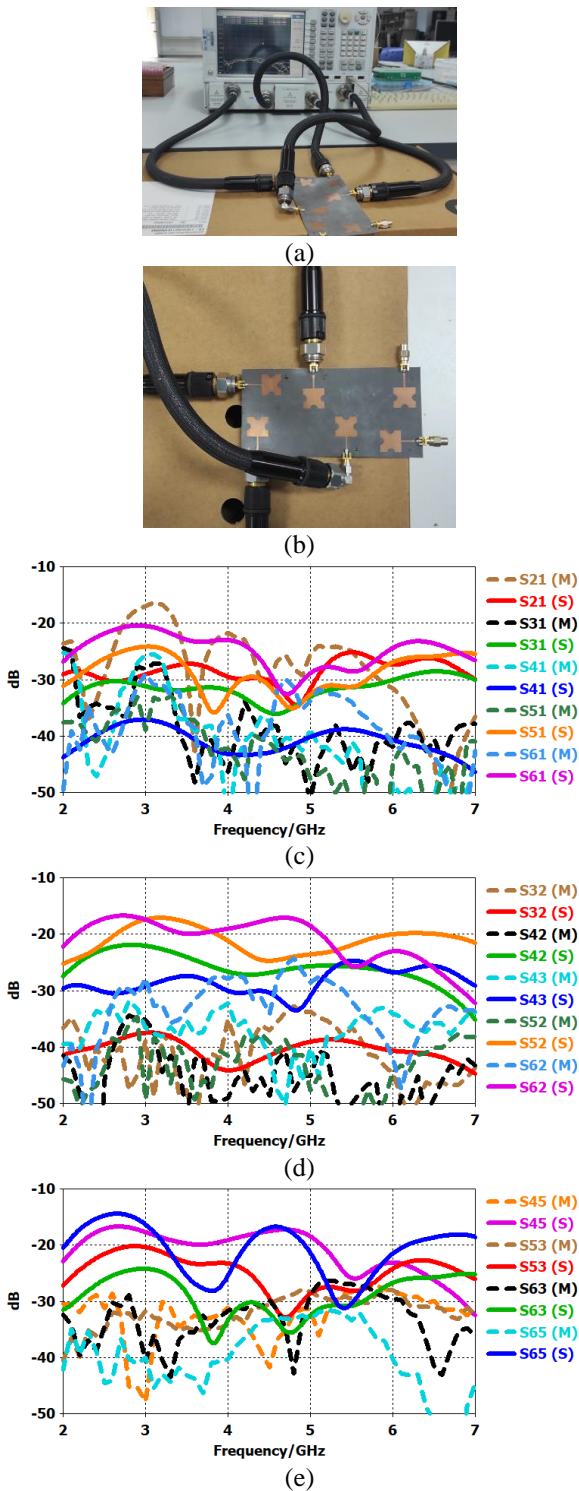 (a)
(b)
-10
-20
-30
-40
-50
dB
2 3 4 5 6 7
Frequency/GHz
S21 (M)
S21 (S)
S31 (M)
S31 (S)
S41 (M)
S41 (S)
S51 (M)
S51 (S)
S61 (M)
S61 (S)
(c)
-10
-20
-30
-40
-50
dB
2 3 4 5 6 7
Frequency/GHz
S32 (M)
S32 (S)
S42 (M)
S42 (S)
S43 (M)
S43 (S)
S52 (M)
S52 (S)
S62 (M)
S62 (S)
(d)
-10
-20
-30
-40
-50
dB
2 3 4 5 6 7
Frequency/GHz
S45 (M)
S45 (S)
S53 (M)
S53 (S)
S63 (M)
S63 (S)
S65 (M)
S65 (S)
(e)